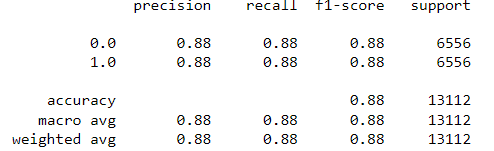 precision recall f1-score support
0.0 0.88 0.88 0.88 6556
1.0 0.88 0.88 0.88 6556
accuracy 0.88 13112
macro avg 0.88 0.88 0.88 13112
weighted avg 0.88 0.88 0.88 13112